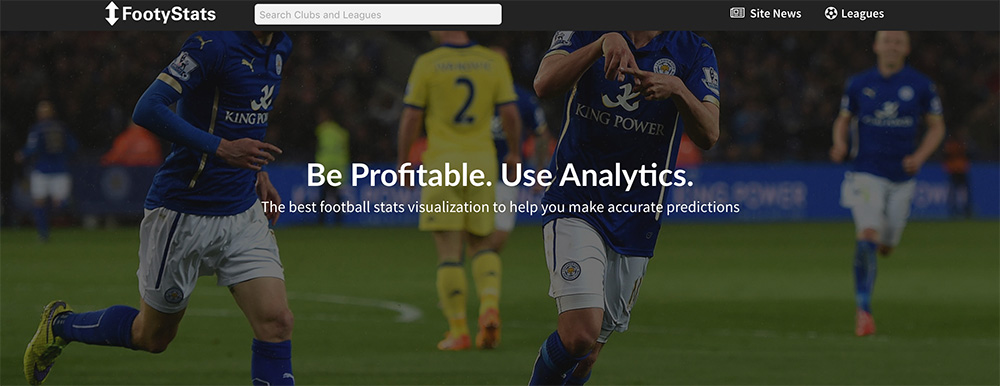 FootyStats
Search Clubs and Leagues
Site News
Leagues
2
KING POWER
KING POWER
Be Profitable. Use Analytics.
The best football stats visualization to help you make accurate predictions